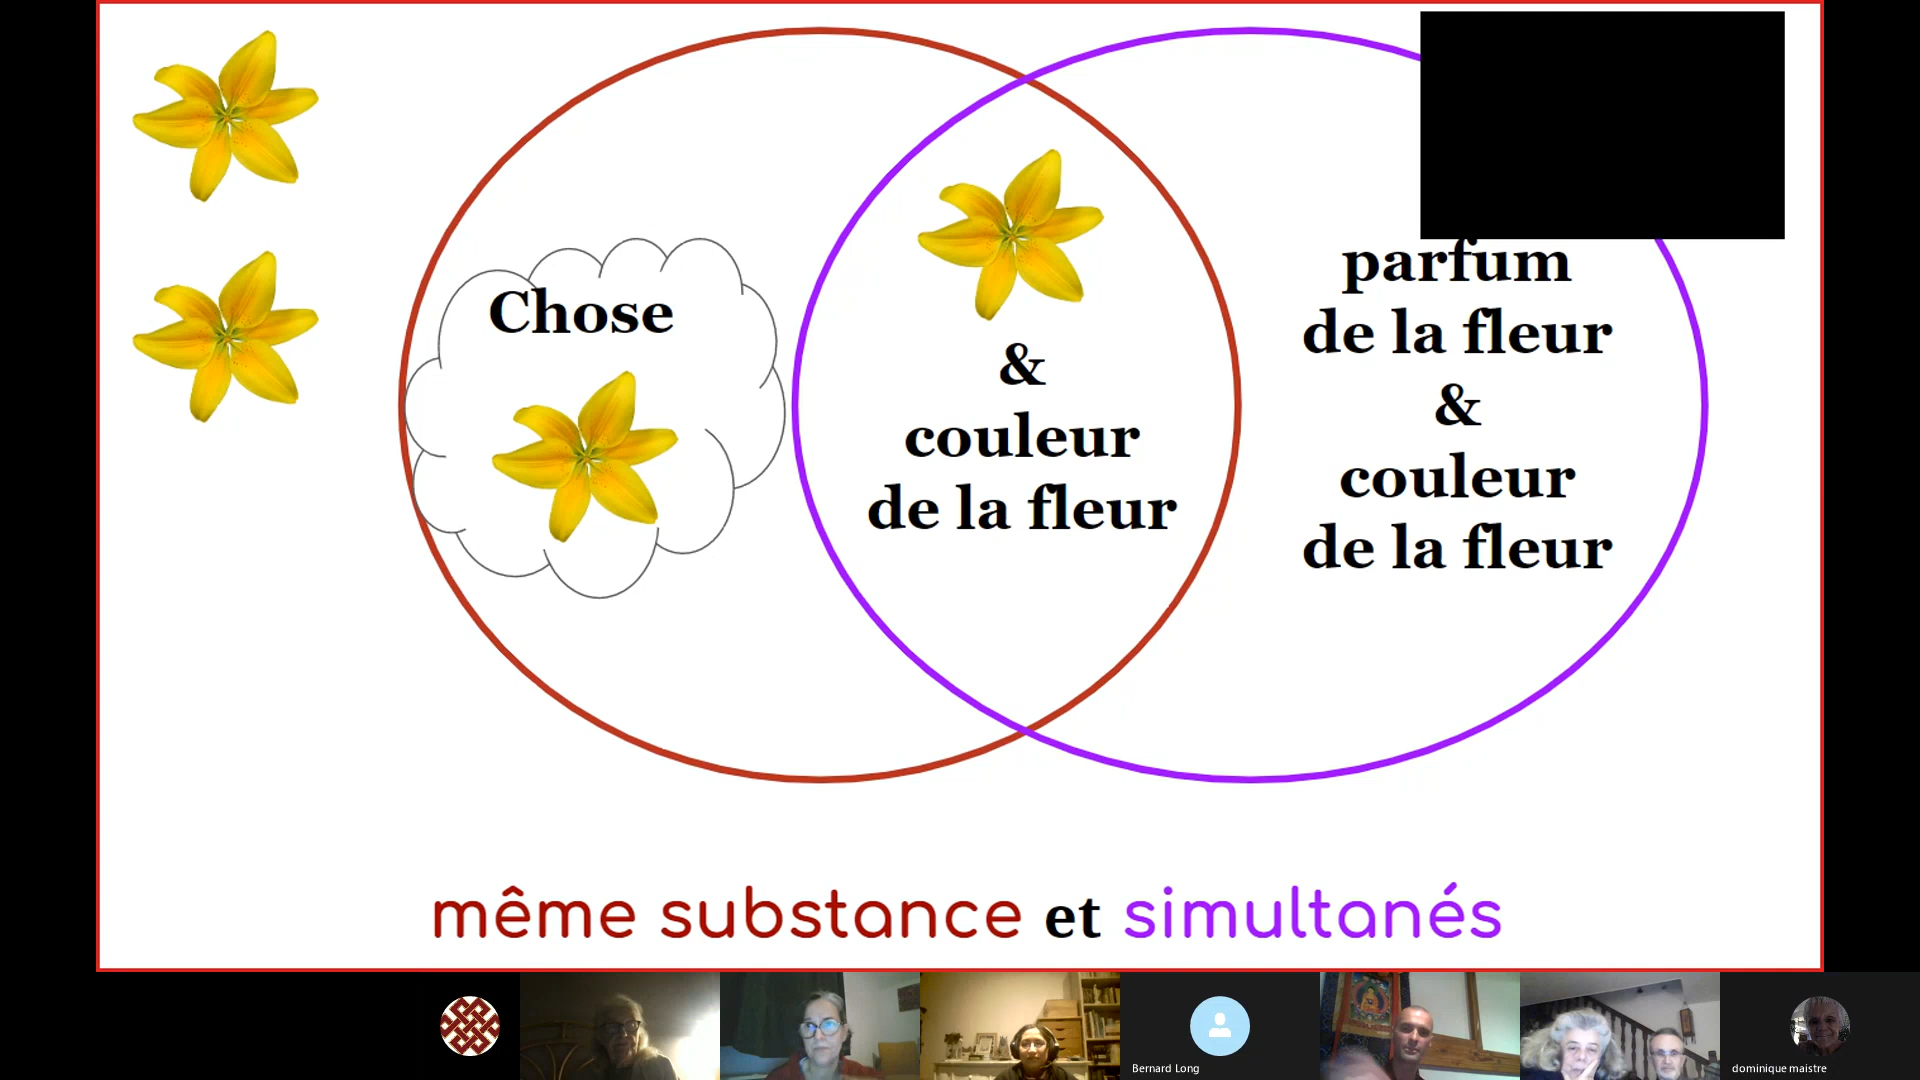 Chose
&
couleur
de la fleur
parfum
de la fleur
&
couleur
de la fleur
même substance et simultanés
Bernard Long
dominique maistre